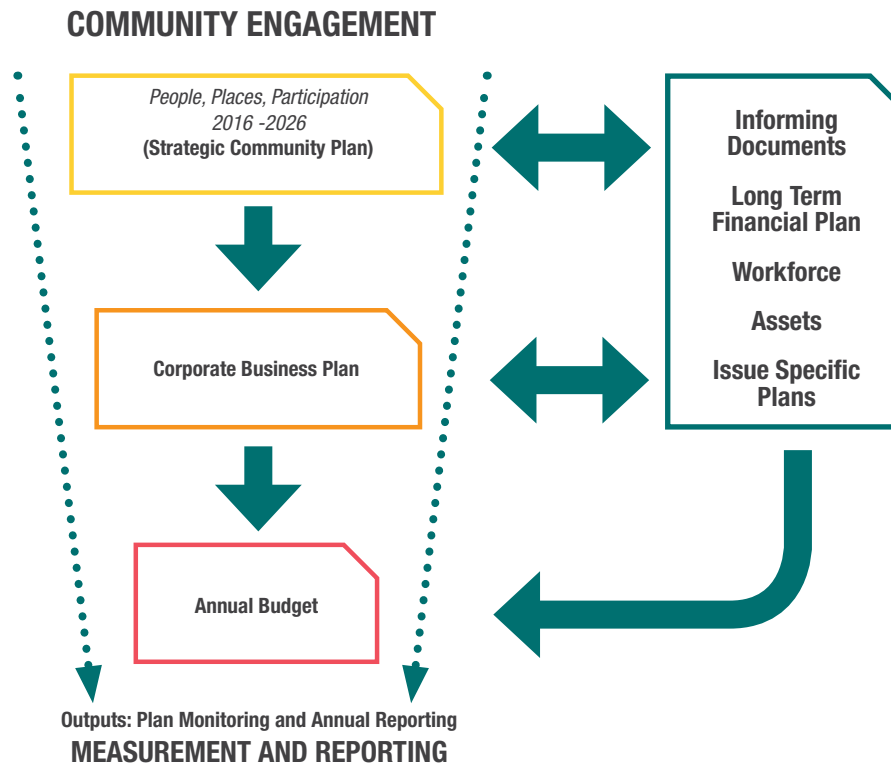 COMMUNITY ENGAGEMENT
People, Places, Participation
2016 -2026
(Strategic Community Plan)
Corporate Business Plan
Annual Budget
Informing
Documents
Long Term
Financial Plan
Workforce
Assets
Issue Specific
Plans
Outputs: Plan Monitoring and Annual Reporting
MEASUREMENT AND REPORTING